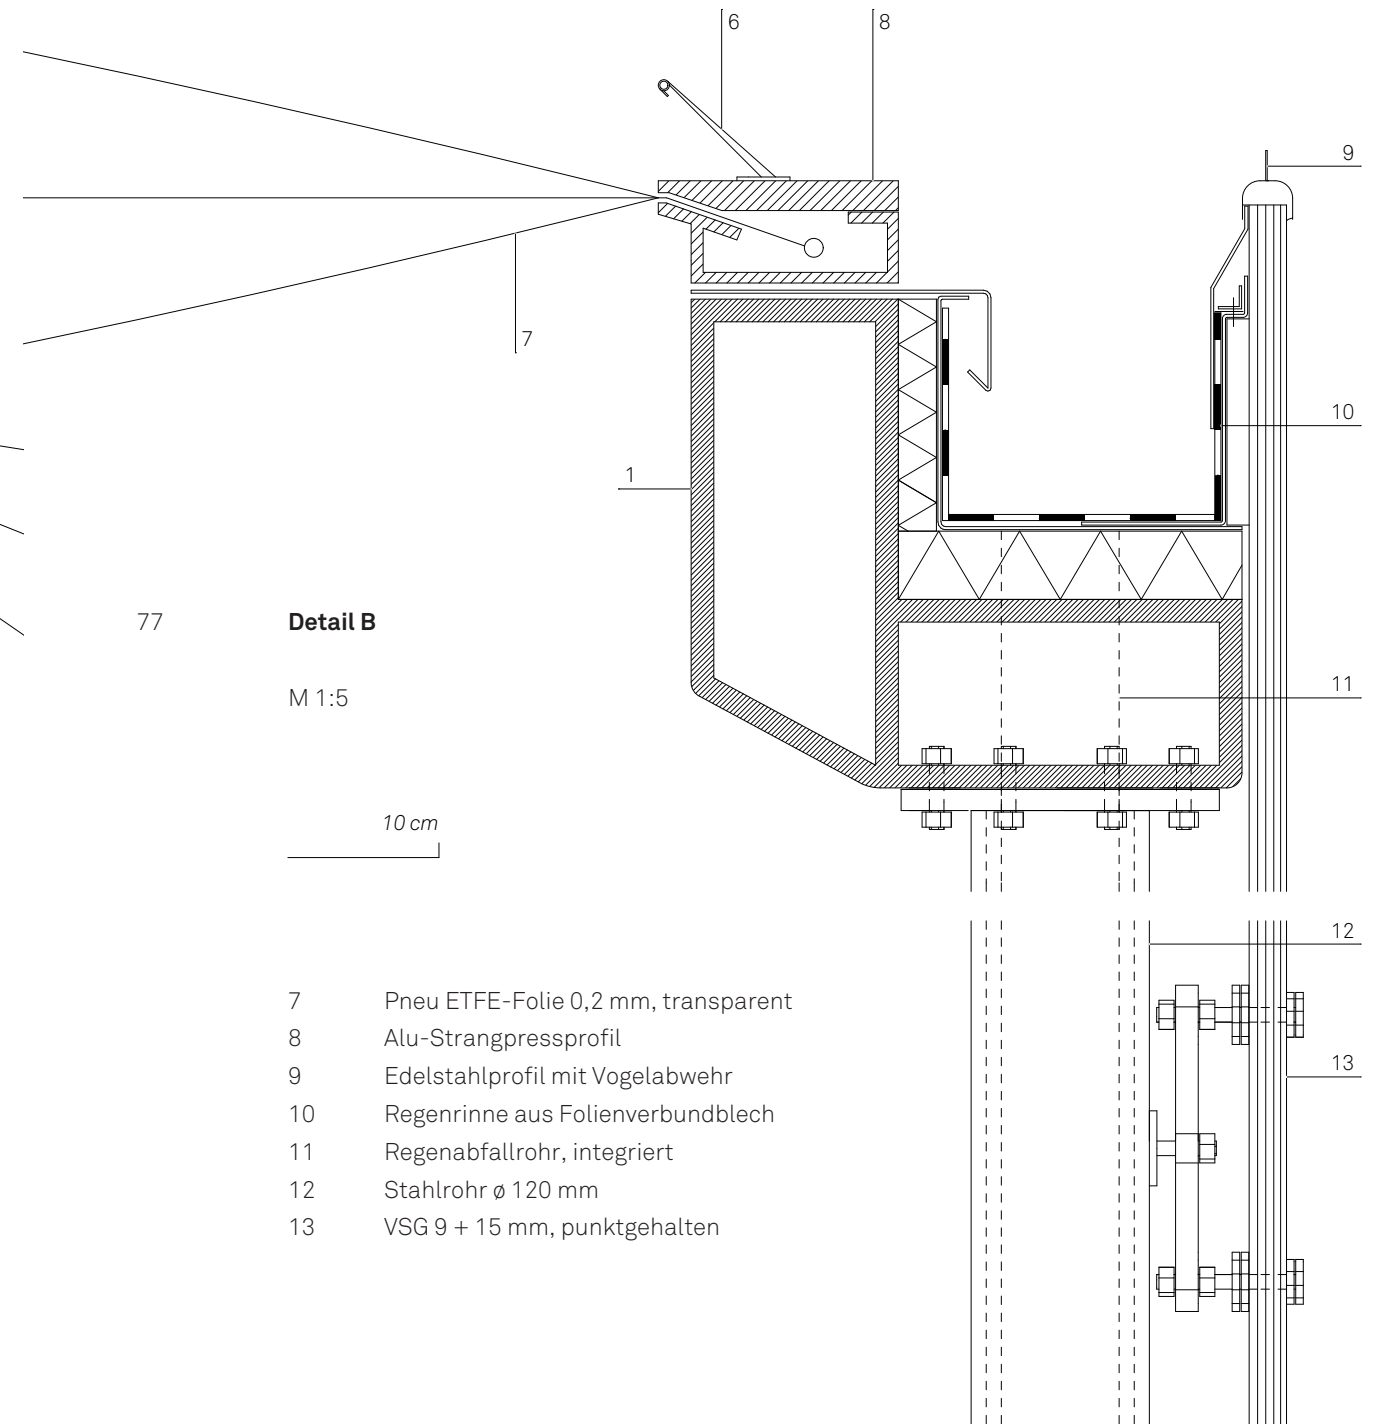 6
8
9
7
10
1
77
Detail B
11
M 1:5
10 cm
12
13
7 Pneu ETFE-Folie 0,2 mm, transparent
8 Alu-Strangpressprofil
9 Edelstahlprofil mit Vogelabwehr
10 Regenrinne aus Folienverbundblech
11 Regenabfallrohr, integriert
12 Stahlrohr ø 120 mm
13 VSG 9 + 15 mm, punktgehalten